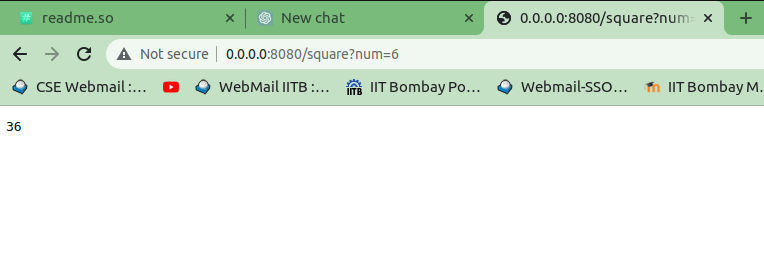 readme.so New chat 0.0.0.0:8080/square?num=
Not secure 0.0.0.0:8080/square?num=6
CSE Webmail :... WebMail IITB :... IITB IIT Bombay Po... Webmail-SSO... IIT Bombay M.
36